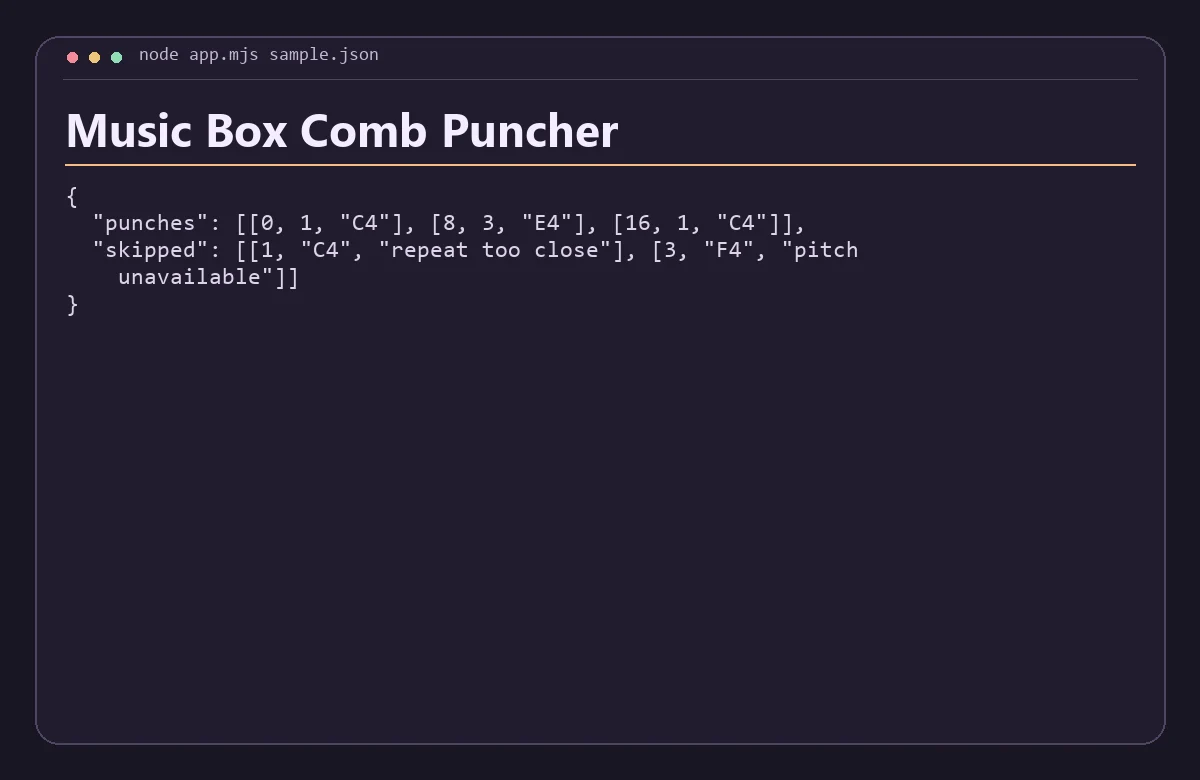 node app.mjs sample.json
Music Box Comb Puncher
{
  "punches": [[0, 1, "C4"], [8, 3, "E4"], [16, 1, "C4"]],
  "skipped": [[1, "C4", "repeat too close"], [3, "F4", "pitch
    unavailable"]]
}